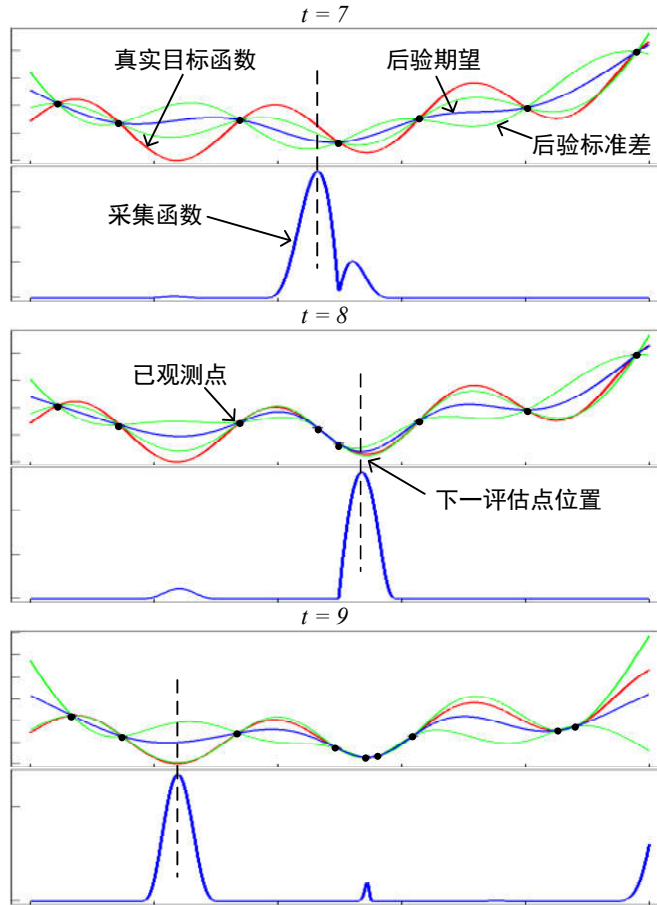 t = 7
真实目标函数
后验期望
后验标准差
采集函数
t = 8
已观测点
下一评估点位置
t = 9